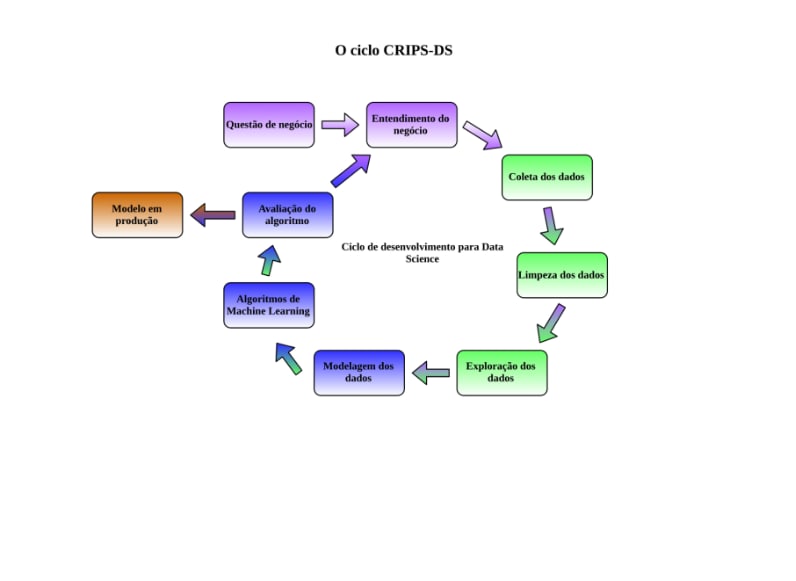 O ciclo CRIPS-DS
Questão de negócio
Entendimento do
negócio
Coleta dos dados
Modelo em
produção
Avaliação do
algoritmo
Ciclo de desenvolvimento para Data
Science
Limpeza dos dados
Algoritmos de
Machine Learning
Modelagem dos
dados
Exploração dos
dados